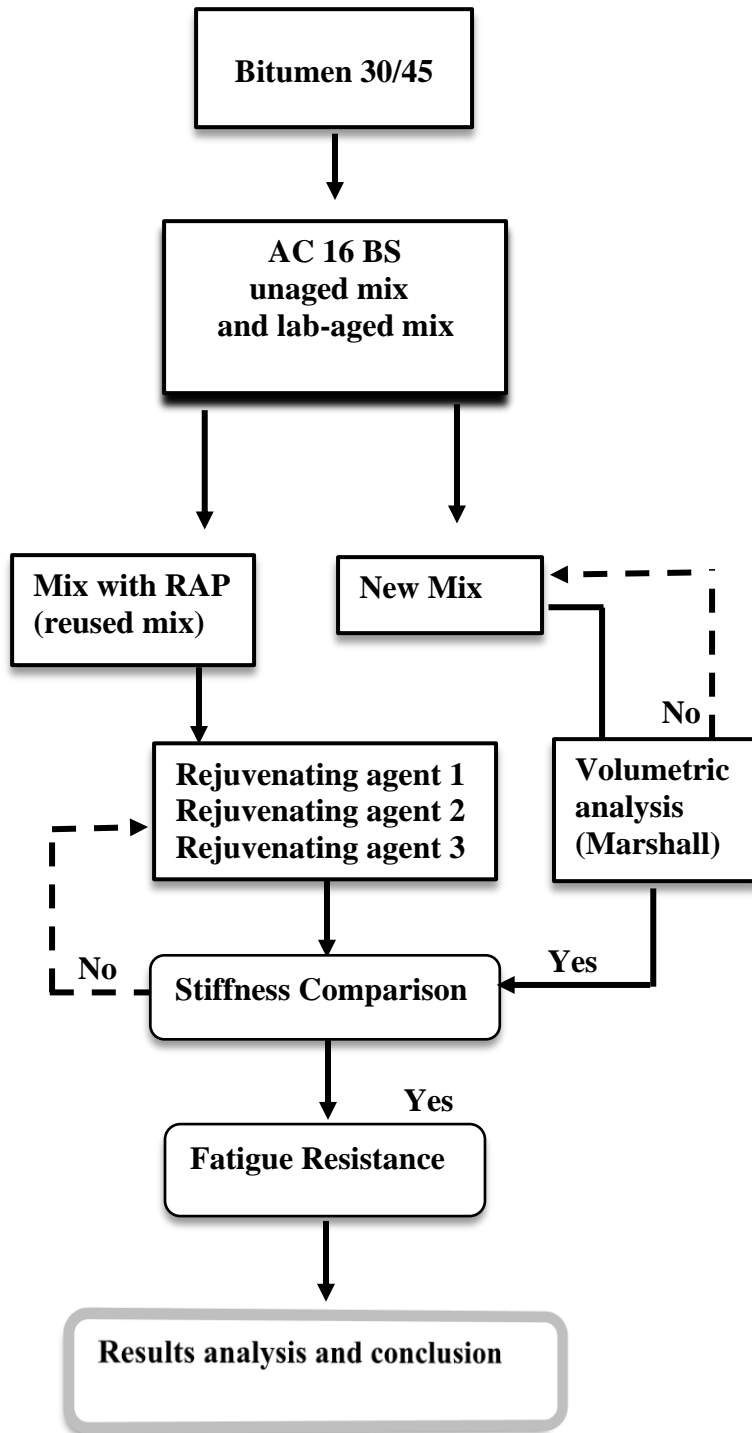 Bitumen 30/45
AC 16 BS
unaged mix
and lab-aged mix
Mix with RAP
(reused mix)
New Mix
No
Rejuvenating agent 1
Rejuvenating agent 2
Rejuvenating agent 3
Volumetric
analysis
(Marshall)
No
Yes
Stiffness Comparison
Yes
Fatigue Resistance
Results analysis and conclusion